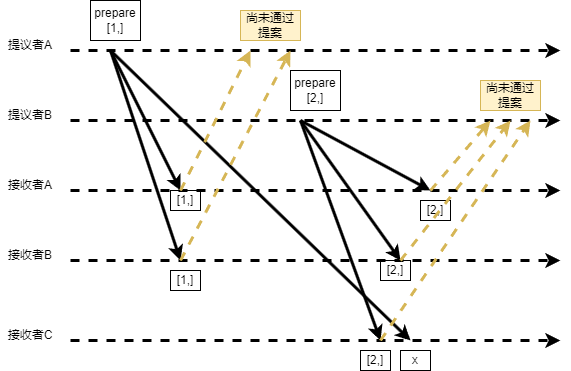 prepare
[1,]
尚未通过
提案
提议者A
prepare
[2,]
尚未通过
提案
提议者B
接收者A
[1,]
[2,]
接收者B
[1,]
[2,]
接收者C
[2,]
x